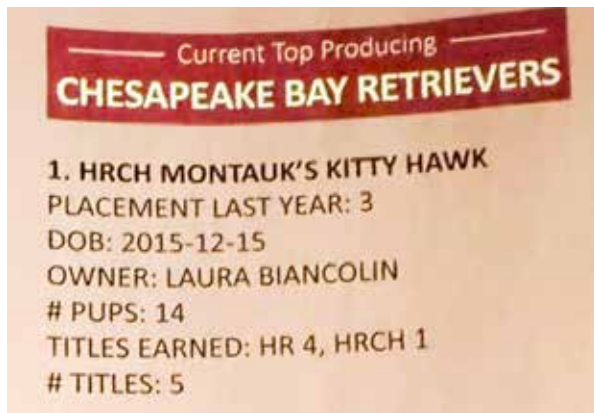 Current Top Producing
CHESAPEAKE BAY RETRIEVERS
1. HRCH MONTAUK'S KITTY HAWK
PLACEMENT LAST YEAR: 3
DOB: 2015-12-15
OWNER: LAURA BIANCOLIN
# PUPS: 14
TITLES EARNED: HR 4, HRCH 1
# TITLES: 5